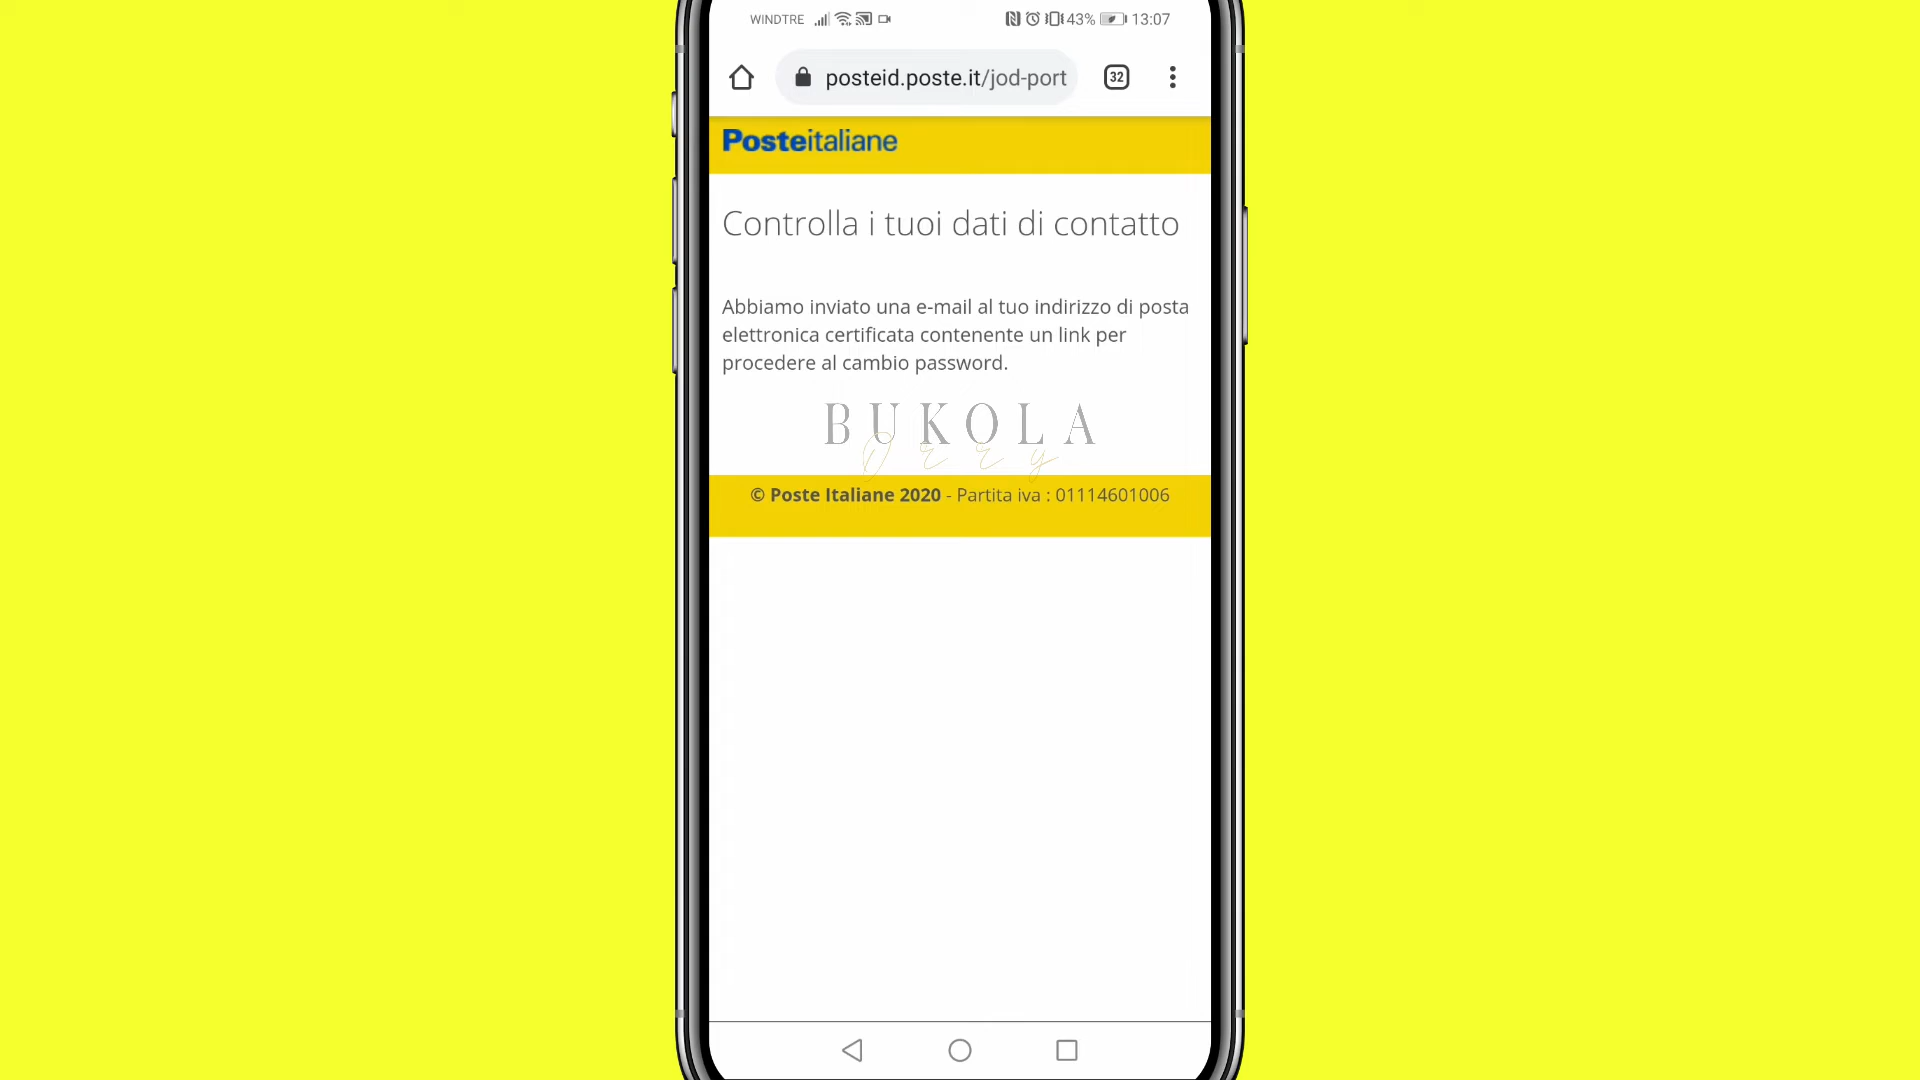 WINDTRE 43% 13:07
posteid.poste.it/jod-port 32
Posteitaliane
Controlla i tuoi dati di contatto
Abbiamo inviato una e-mail al tuo indirizzo di posta
elettronica certificata contenente un link per
procedere al cambio password.
BUKOLA
Orry
© Poste Italiane 2020 - Partita iva : 01114601006